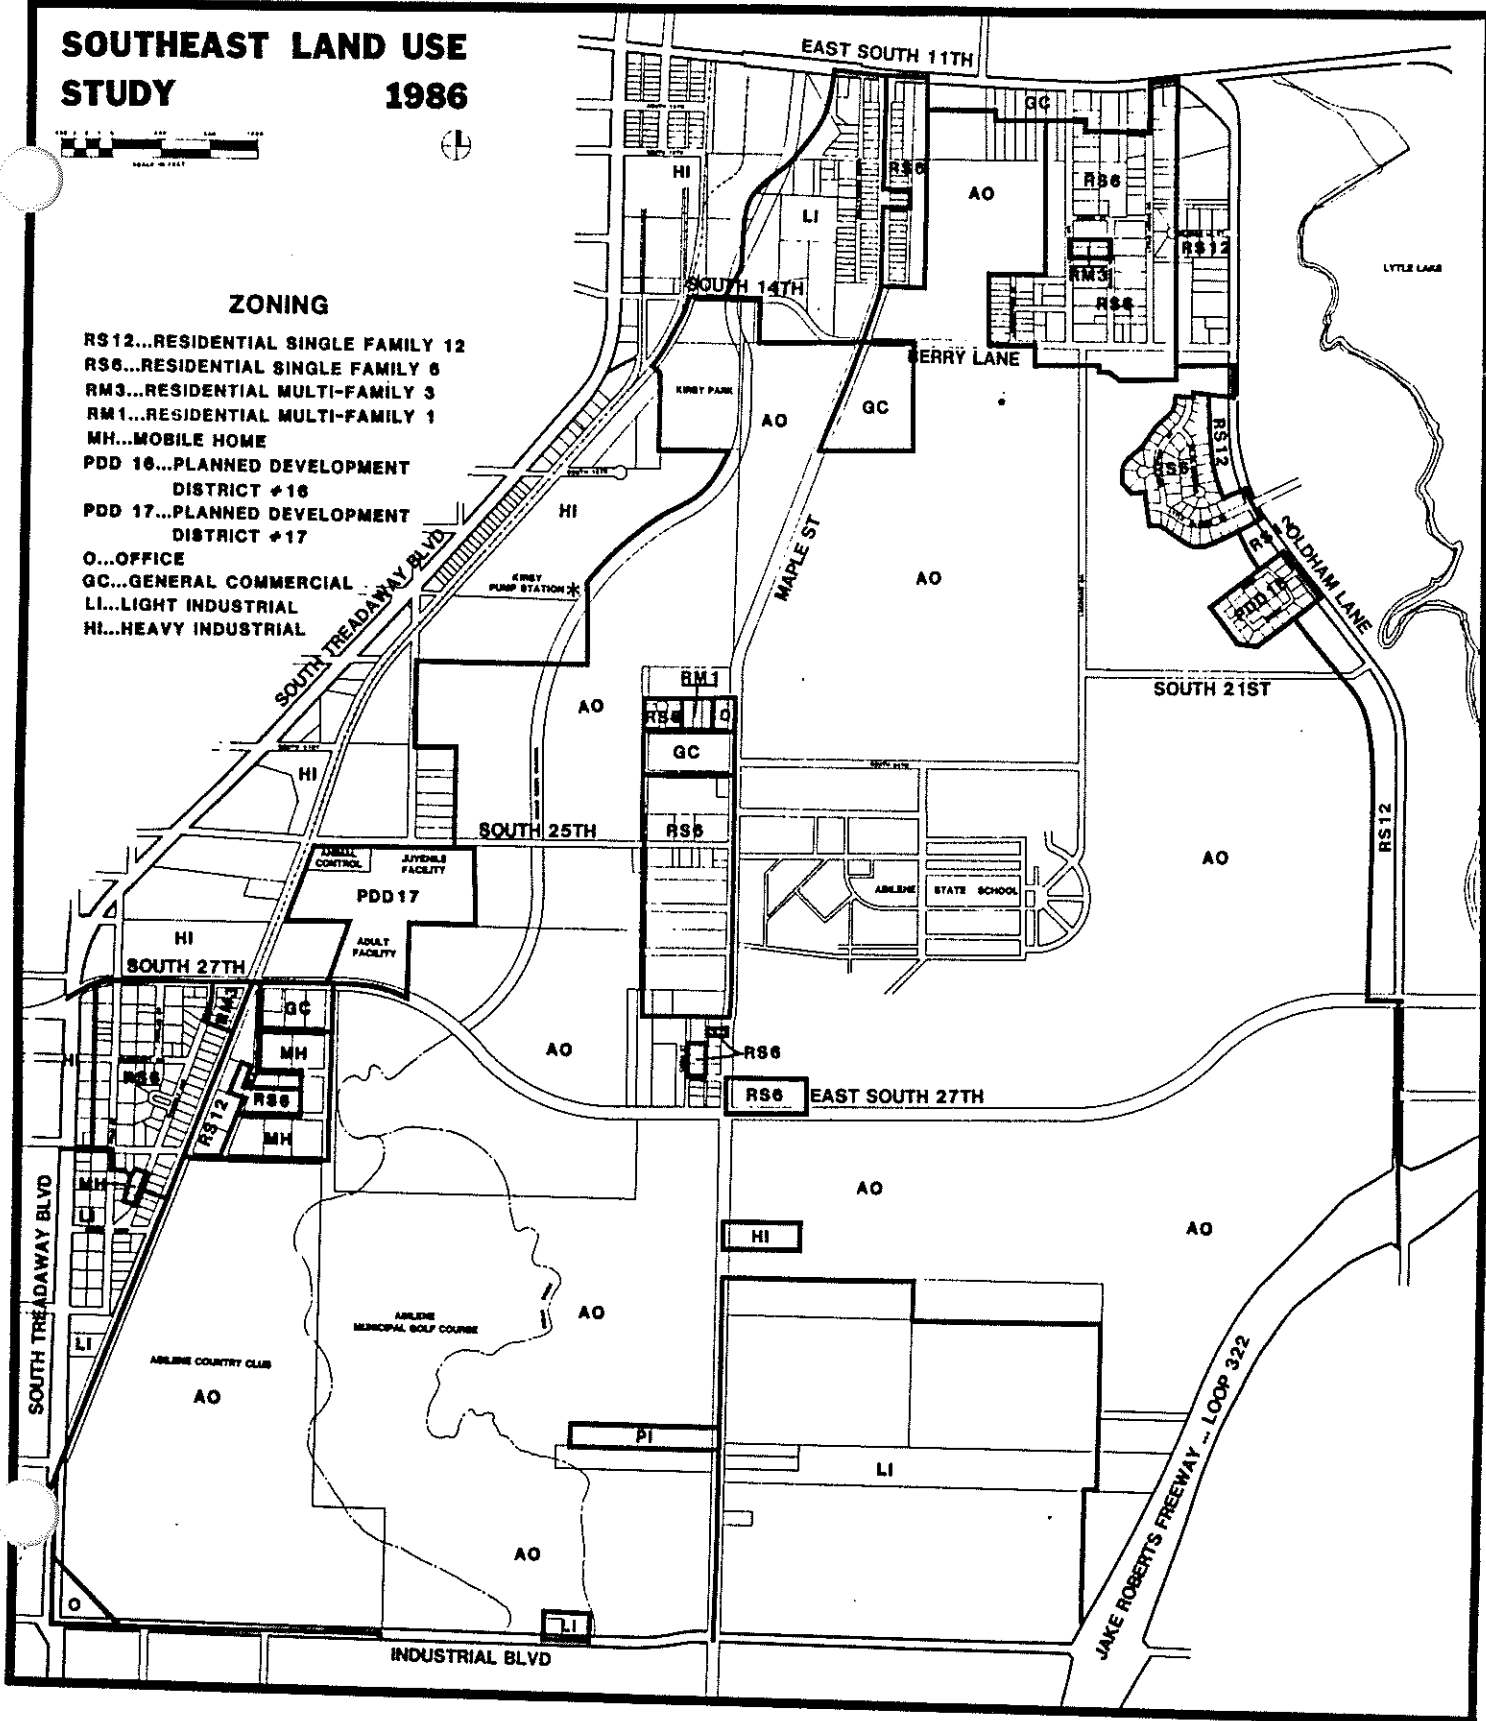 SOUTHEAST LAND USE
STUDY 1986
SCALE IN FEET
ZONING
RS12...RESIDENTIAL SINGLE FAMILY 12
RS6...RESIDENTIAL SINGLE FAMILY 6
RM3...RESIDENTIAL MULTI-FAMILY 3
RM1...RESIDENTIAL MULTI-FAMILY 1
MH...MOBILE HOME
PDD 16...PLANNED DEVELOPMENT
DISTRICT #16
PDD 17...PLANNED DEVELOPMENT
DISTRICT #17
O...OFFICE
GC...GENERAL COMMERCIAL
LI...LIGHT INDUSTRIAL
HI...HEAVY INDUSTRIAL
EAST SOUTH 11TH
GC
HI
RS6
AO
RS6
LI
RS12
LYTLE LAKE
RM3
SOUTH 14TH
RS6
BERRY LANE
KIRBY PARK
AO
GC
RS12
RS6
HI
SOUTH TREADAWAY BLVD
MAPLE ST
AO
KIRBY
PUMP STATION *
OLDHAM LANE
PDD 16
SOUTH 21ST
RM1
AO
RS6
O
GC
HI
RS12
SOUTH 25TH
RS6
AO
ANIMAL
CONTROL
JUVENILE
FACILITY
PDD17
ABILENE STATE SCHOOL
HI
ADULT
FACILITY
SOUTH 27TH
RM3
GC
AO
MH
RS6
RS6
RS6
RS6
EAST SOUTH 27TH
RS12
MH
MH
LI
AO
AO
HI
SOUTH TREADAWAY BLVD
ABILENE
MUNICIPAL GOLF COURSE
AO
LI
ABILENE COUNTRY CLUB
AO
JAKE ROBERTS FREEWAY ... LOOP 322
PI
LI
AO
O
LI
INDUSTRIAL BLVD